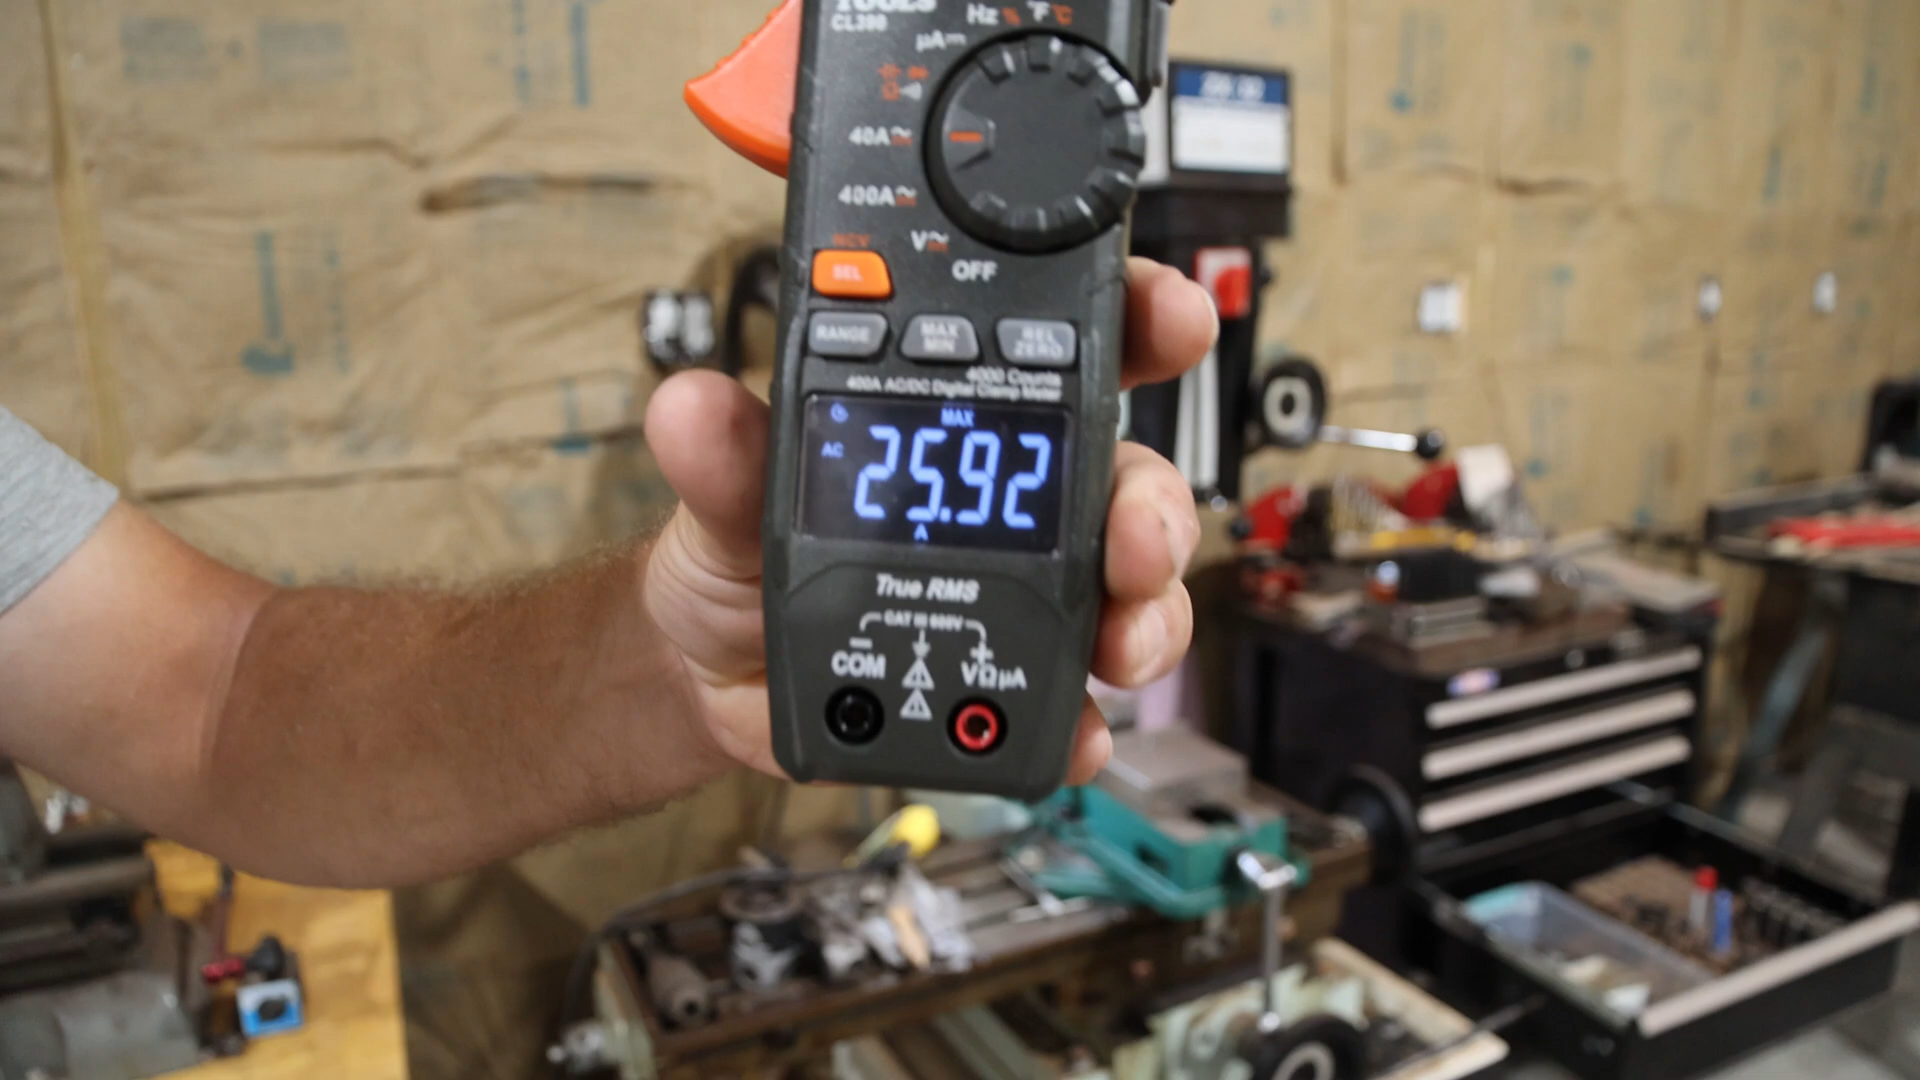 TOOLS
CL390
Hz % °F °C
µA
40A
400A
NCV
V
OFF
SEL
RANGE
MAX
MIN
REL
ZERO
4000 Counts
400A AC/DC Digital Clamp Meter
MAX
AC
25.92
A
True RMS
CAT III 600V
COM
VΩµA